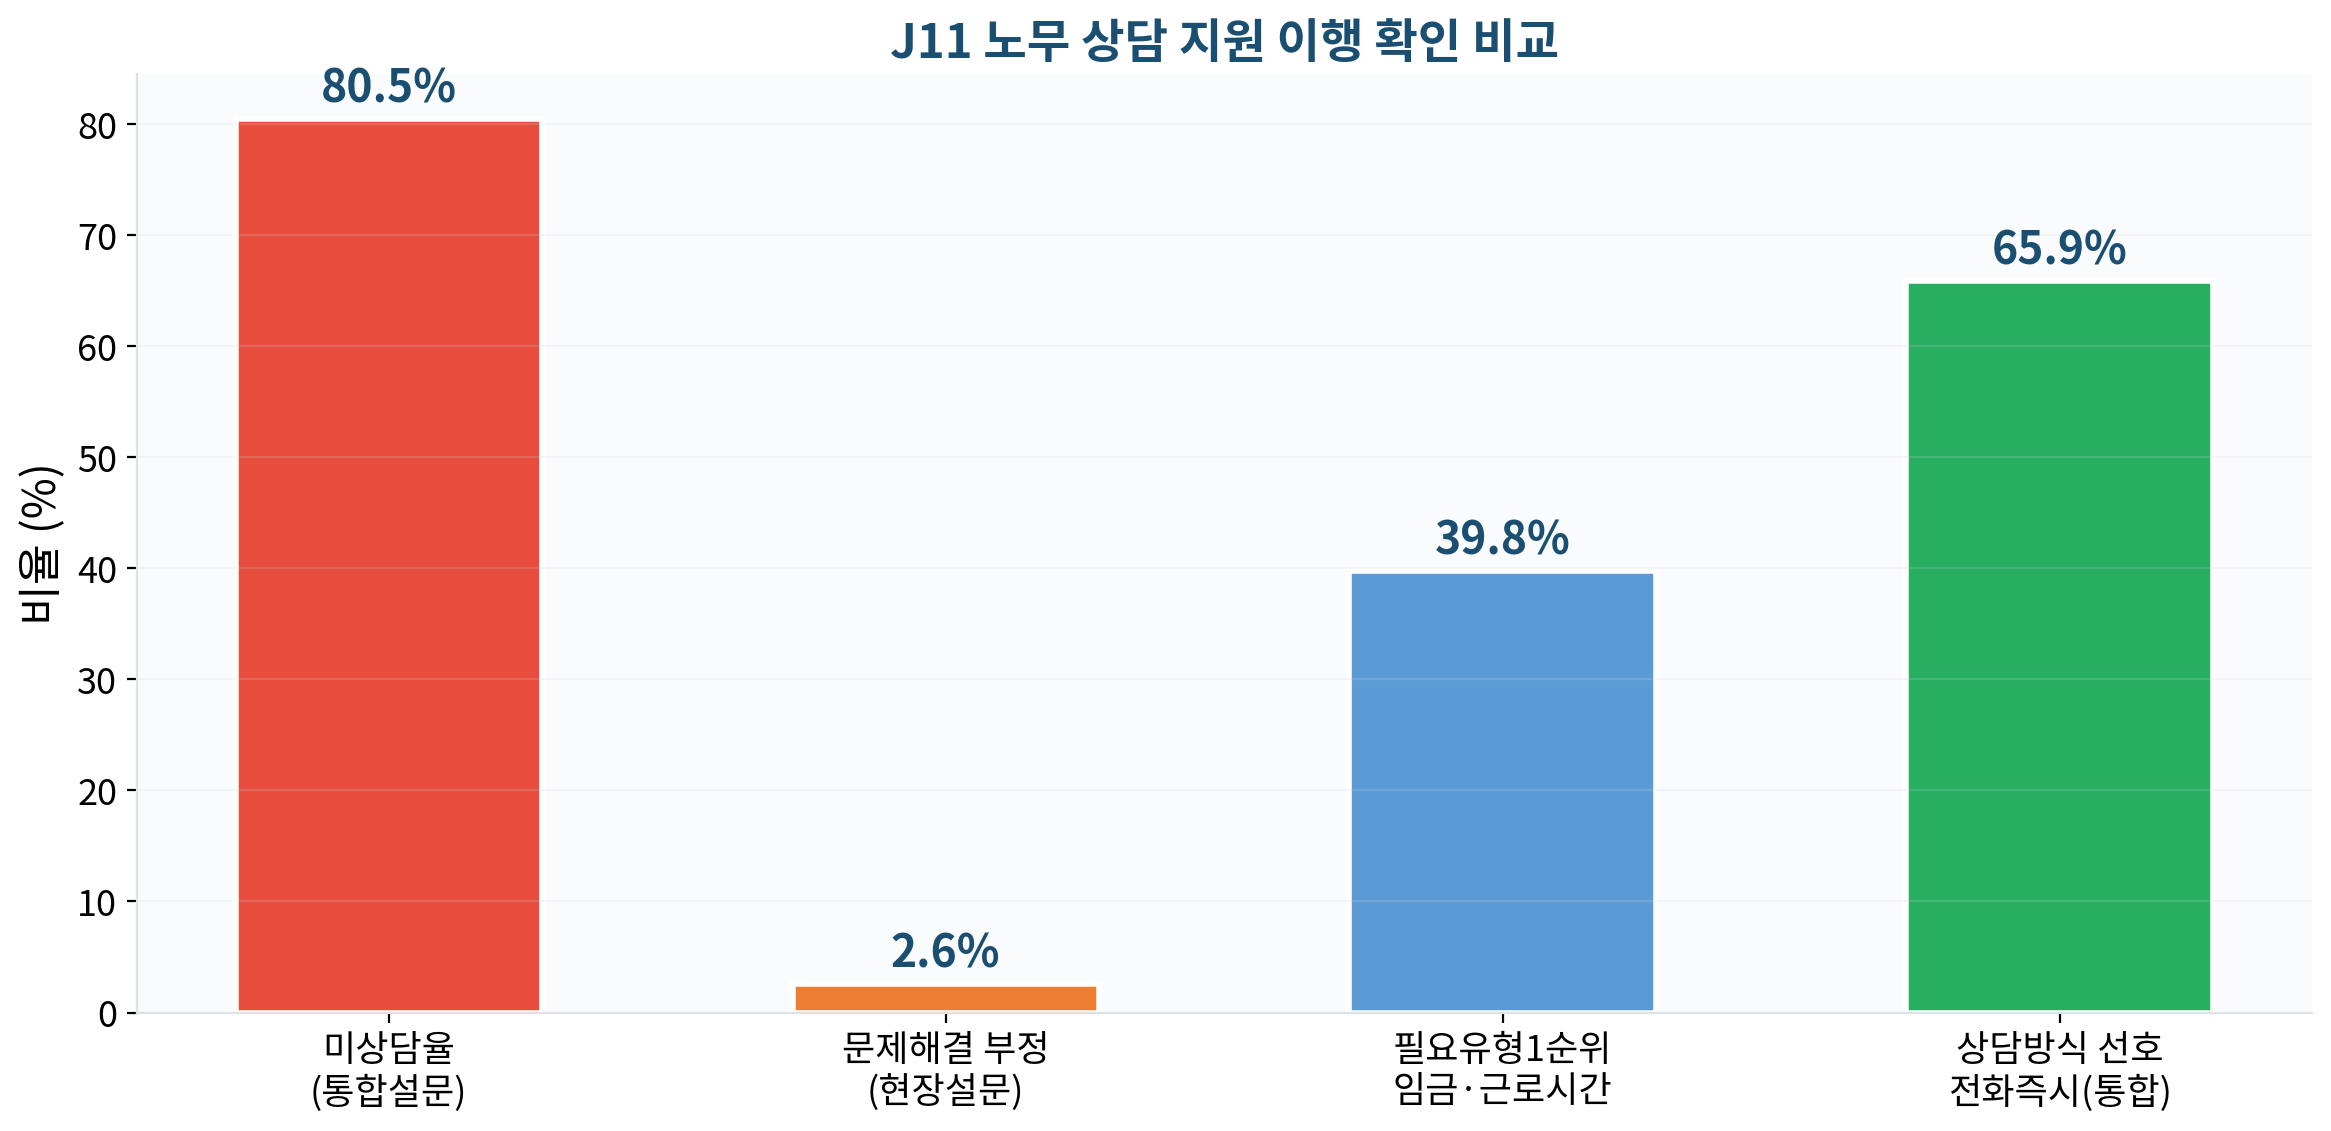 J11 노무 상담 지원 이행 확인 비교
비율 (%)
80
70
60
50
40
30
20
10
0
80.5%
2.6%
39.8%
65.9%
미상담율
(통합설문)
문제해결 부정
(현장설문)
필요유형1순위
임금·근로시간
상담방식 선호
전화즉시(통합)